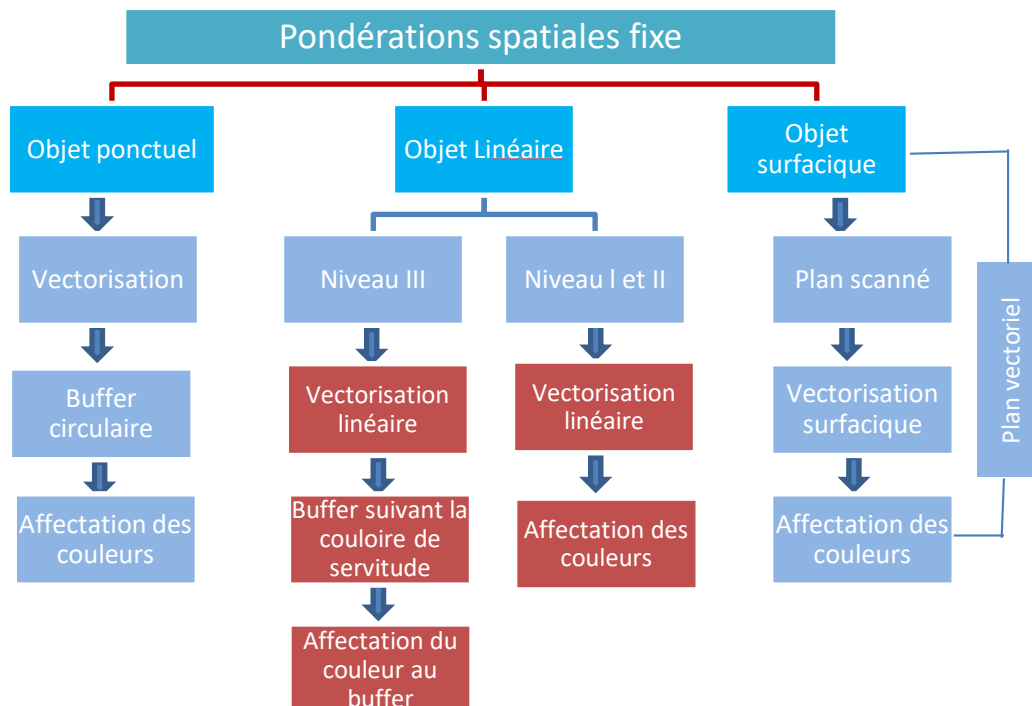 Pondérations spatiales fixe
Objet ponctuel
Objet Linéaire
Objet
surfacique
Vectorisation
Niveau III
Niveau I et II
Plan scanné
Plan vectoriel
Buffer
circulaire
Vectorisation
linéaire
Vectorisation
linéaire
Vectorisation
surfacique
Affectation des
couleurs
Buffer suivant la
couloire de
servitude
Affectation des
couleurs
Affectation des
couleurs
Affectation du
couleur au
buffer